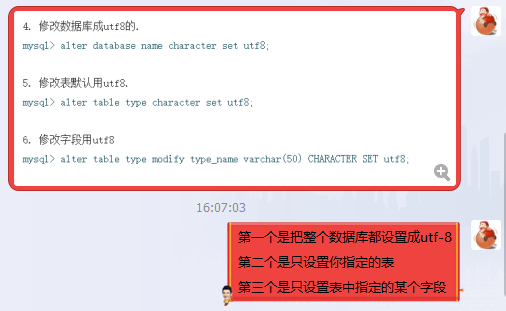 4. 修改数据库成utf8的.
mysql> alter database name character set utf8;
5. 修改表默认用utf8.
mysql> alter table type character set utf8;
6. 修改字段用utf8
mysql> alter table type modify type_name varchar(50) CHARACTER SET utf8;
16:07:03
第一个是把整个数据库都设置成utf-8
第二个是只设置你指定的表
第三个是只设置表中指定的某个字段